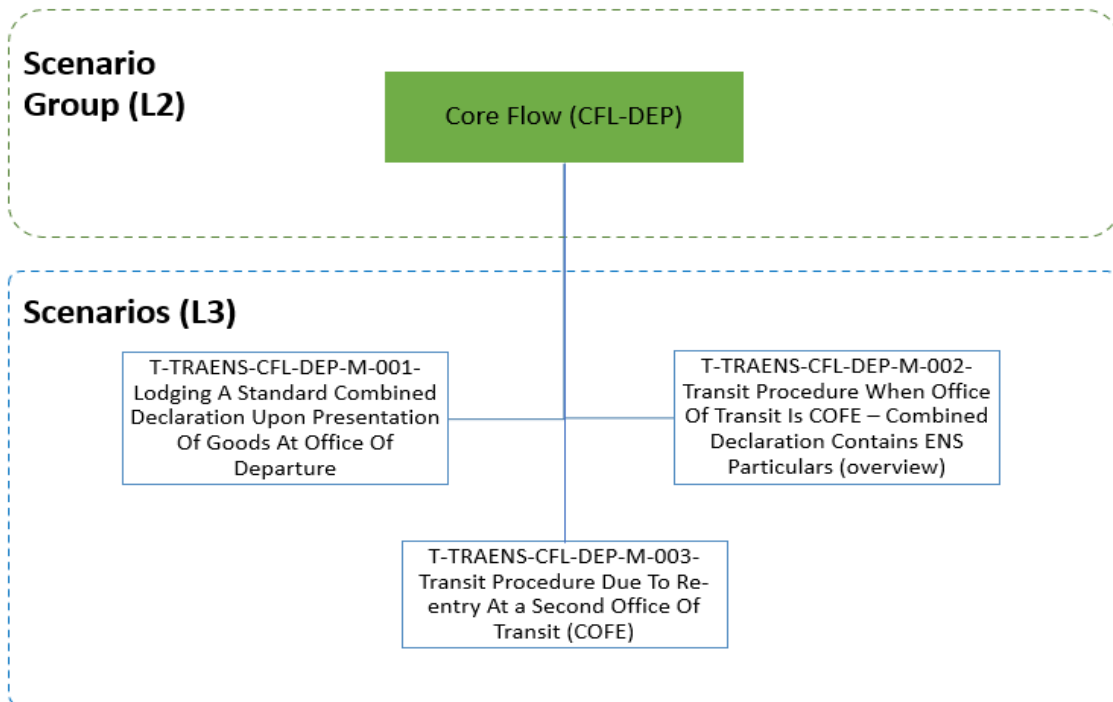 Scenario
Group (L2)
Core Flow (CFL-DEP)
Scenarios (L3)
T-TRAENS-CFL-DEP-M-001-
Lodging A Standard Combined
Declaration Upon Presentation
Of Goods At Office Of
Departure
T-TRAENS-CFL-DEP-M-002-
Transit Procedure When Office
Of Transit Is COFE – Combined
Declaration Contains ENS
Particulars (overview)
T-TRAENS-CFL-DEP-M-003-
Transit Procedure Due To Re-
entry At a Second Office Of
Transit (COFE)